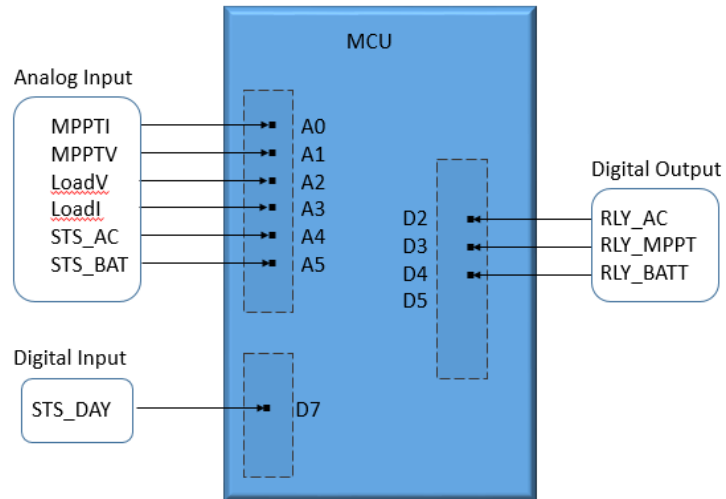 MCU
Analog Input
MPPTI A0
MPPTV A1
LoadV A2
LoadI A3
STS_AC A4
STS_BAT A5
Digital Output
D2 RLY_AC
D3 RLY_MPPT
D4 RLY_BATT
D5
Digital Input
STS_DAY D7